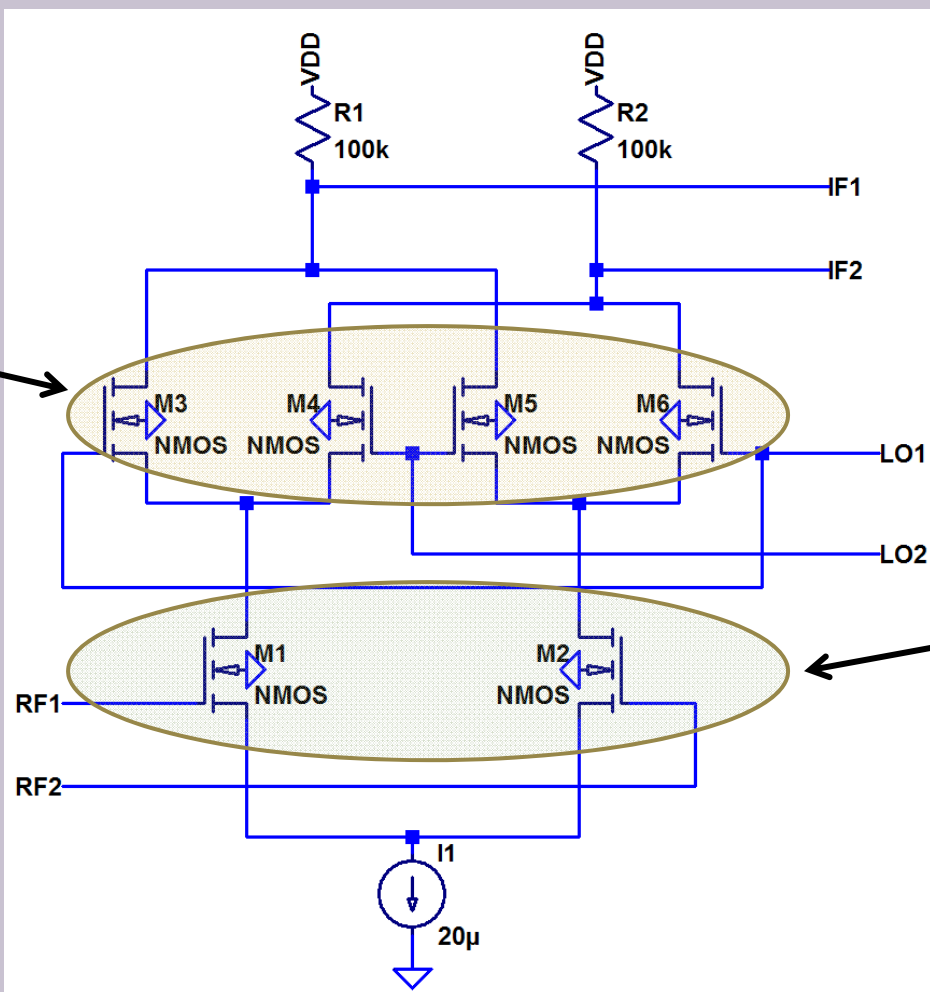 VDD
VDD
R1
100k
R2
100k
IF1
IF2
M3
NMOS
M4
NMOS
M5
NMOS
M6
NMOS
LO1
LO2
M1
NMOS
M2
NMOS
RF1
RF2
I1
20µ